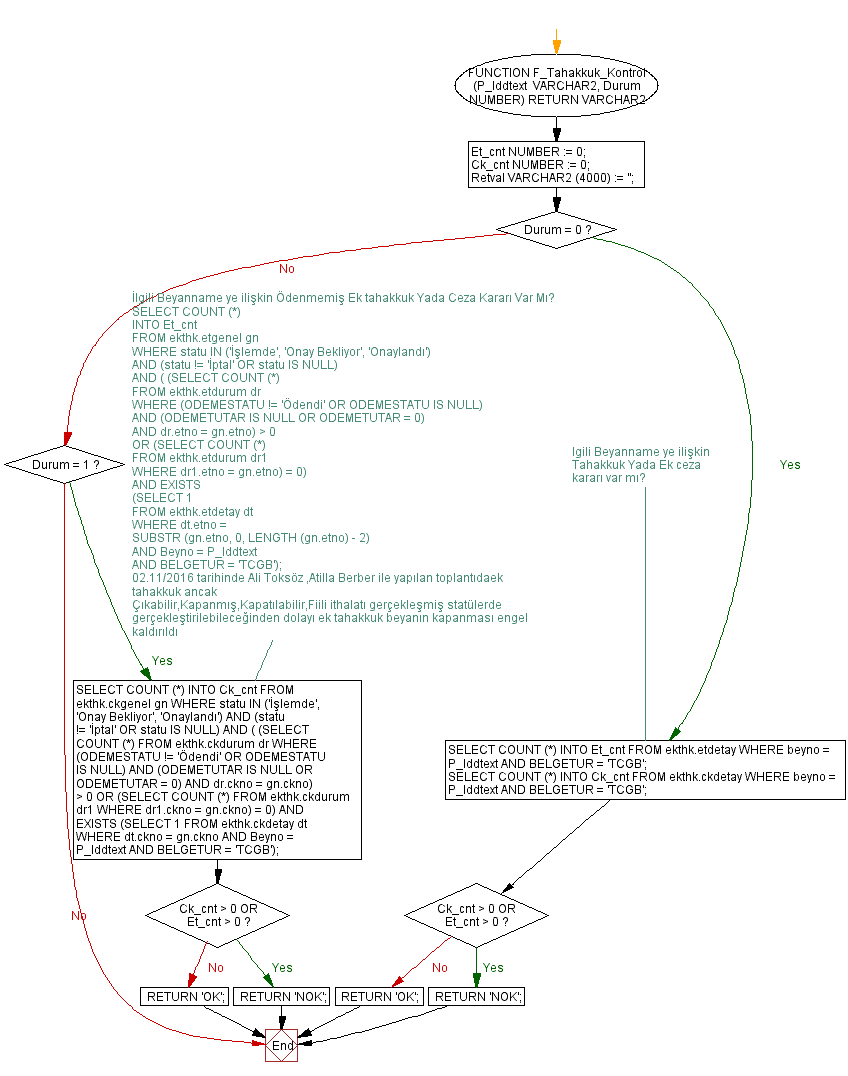 FUNCTION F_Tahakkuk_Kontrol
(P_Iddtext VARCHAR2, Durum
NUMBER) RETURN VARCHAR2
Et_cnt NUMBER := 0;
Ck_cnt NUMBER := 0;
Retval VARCHAR2 (4000) := '';
Durum = 0 ?
No
İlgili Beyanname ye ilişkin Ödenmemiş Ek tahakkuk Yada Ceza Kararı Var Mı?
SELECT COUNT (*)
INTO Et_cnt
FROM ekthk.etgenel gn
WHERE statu IN ('İşlemde', 'Onay Bekliyor', 'Onaylandı')
AND (statu != 'İptal' OR statu IS NULL)
AND ( (SELECT COUNT (*)
FROM ekthk.etdurum dr
WHERE (ODEMESTATU != 'Ödendi' OR ODEMESTATU IS NULL)
AND (ODEMETUTAR IS NULL OR ODEMETUTAR = 0)
AND dr.etno = gn.etno) > 0
OR (SELECT COUNT (*)
FROM ekthk.etdurum dr1
WHERE dr1.etno = gn.etno) = 0)
AND EXISTS
(SELECT 1
FROM ekthk.etdetay dt
WHERE dt.etno =
SUBSTR (gn.etno, 0, LENGTH (gn.etno) - 2)
AND Beyno = P_Iddtext
AND BELGETUR = 'TCGB');
02.11/2016 tarihinde Ali Toksöz ,Atilla Berber ile yapılan toplantıdaek
tahakkuk ancak
Çıkabilir,Kapanmış,Kapatılabilir,Fiili ithalatı gerçekleşmiş statülerde
gerçekleştirilebileceğinden dolayı ek tahakkuk beyanin kapanması engel
kaldırıldı
Durum = 1 ?
Igili Beyanname ye ilişkin
Tahakkuk Yada Ek ceza
kararı var mı?
Yes
Yes
SELECT COUNT (*) INTO Ck_cnt FROM
ekthk.ckgenel gn WHERE statu IN ('İşlemde',
'Onay Bekliyor', 'Onaylandı') AND (statu
!= 'İptal' OR statu IS NULL) AND ( (SELECT
COUNT (*) FROM ekthk.ckdurum dr WHERE
(ODEMESTATU != 'Ödendi' OR ODEMESTATU
IS NULL) AND (ODEMETUTAR IS NULL OR
ODEMETUTAR = 0) AND dr.ckno = gn.ckno)
> 0 OR (SELECT COUNT (*) FROM ekthk.ckdurum
dr1 WHERE dr1.ckno = gn.ckno) = 0) AND
EXISTS (SELECT 1 FROM ekthk.ckdetay dt
WHERE dt.ckno = gn.ckno AND Beyno =
P_Iddtext AND BELGETUR = 'TCGB');
SELECT COUNT (*) INTO Et_cnt FROM ekthk.etdetay WHERE beyno =
P_Iddtext AND BELGETUR = 'TCGB';
SELECT COUNT (*) INTO Ck_cnt FROM ekthk.ckdetay WHERE beyno =
P_Iddtext AND BELGETUR = 'TCGB';
No
Ck_cnt > 0 OR
Et_cnt > 0 ?
Ck_cnt > 0 OR
Et_cnt > 0 ?
No
Yes
No
Yes
RETURN 'OK';
RETURN 'NOK';
RETURN 'OK';
RETURN 'NOK';
End